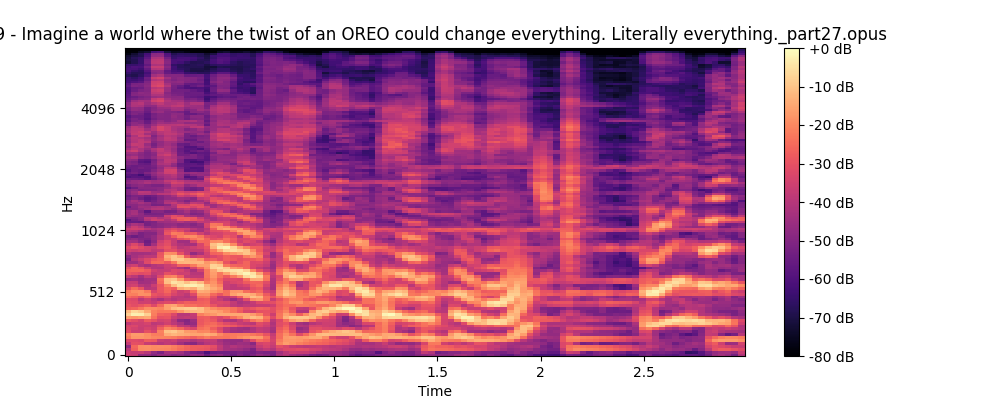 9 - Imagine a world where the twist of an OREO could change everything. Literally everything._part27.opus
+0 dB
-10 dB
-20 dB
-30 dB
-40 dB
-50 dB
-60 dB
-70 dB
-80 dB
4096
2048
1024
512
0
Hz
0
0.5
1
1.5
2
2.5
Time